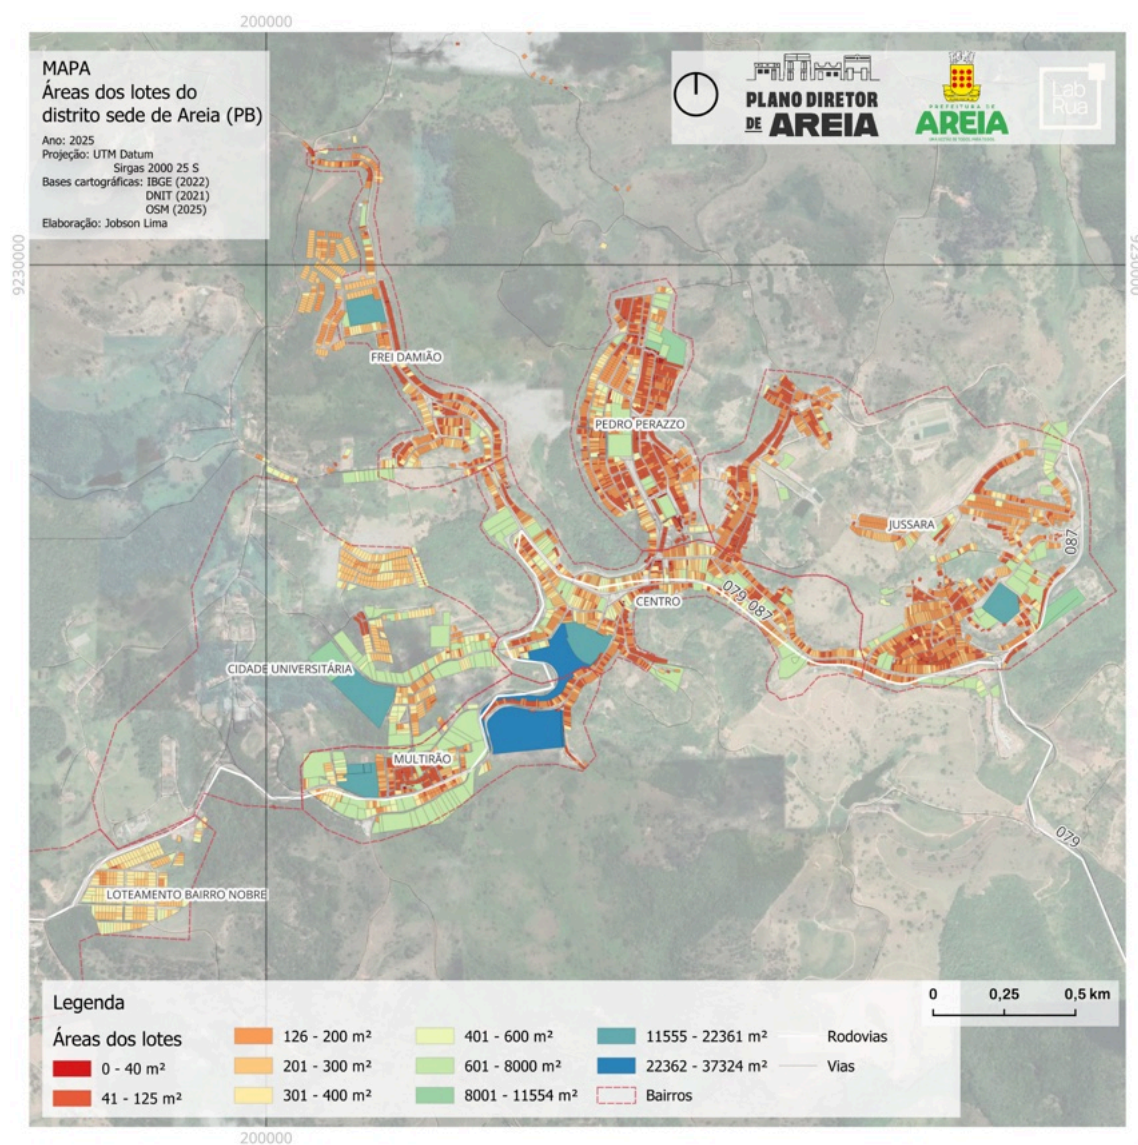 200000
MAPA
Áreas dos lotes do
distrito sede de Areia (PB)
Ano: 2025
Projeção: UTM Datum
Sirgas 2000 25 S
Bases cartográficas: IBGE (2022)
DNIT (2021)
OSM (2025)
Elaboração: Jobson Lima
PLANO DIRETOR
DE AREIA
PREFEITURA DE
AREIA
Lab
Rua
9230000
9230000
FREI DAMIÃO
PEDRO PERAZZO
JUSSARA
087
079-087
CENTRO
CIDADE UNIVERSITÁRIA
MULTIRÃO
079
LOTEAMENTO BAIRRO NOBRE
Legenda
Áreas dos lotes
0 - 40 m²
41 - 125 m²
126 - 200 m²
201 - 300 m²
301 - 400 m²
401 - 600 m²
601 - 8000 m²
8001 - 11554 m²
11555 - 22361 m²
22362 - 37324 m²
Bairros
Rodovias
Vias
0 0,25 0,5 km
200000